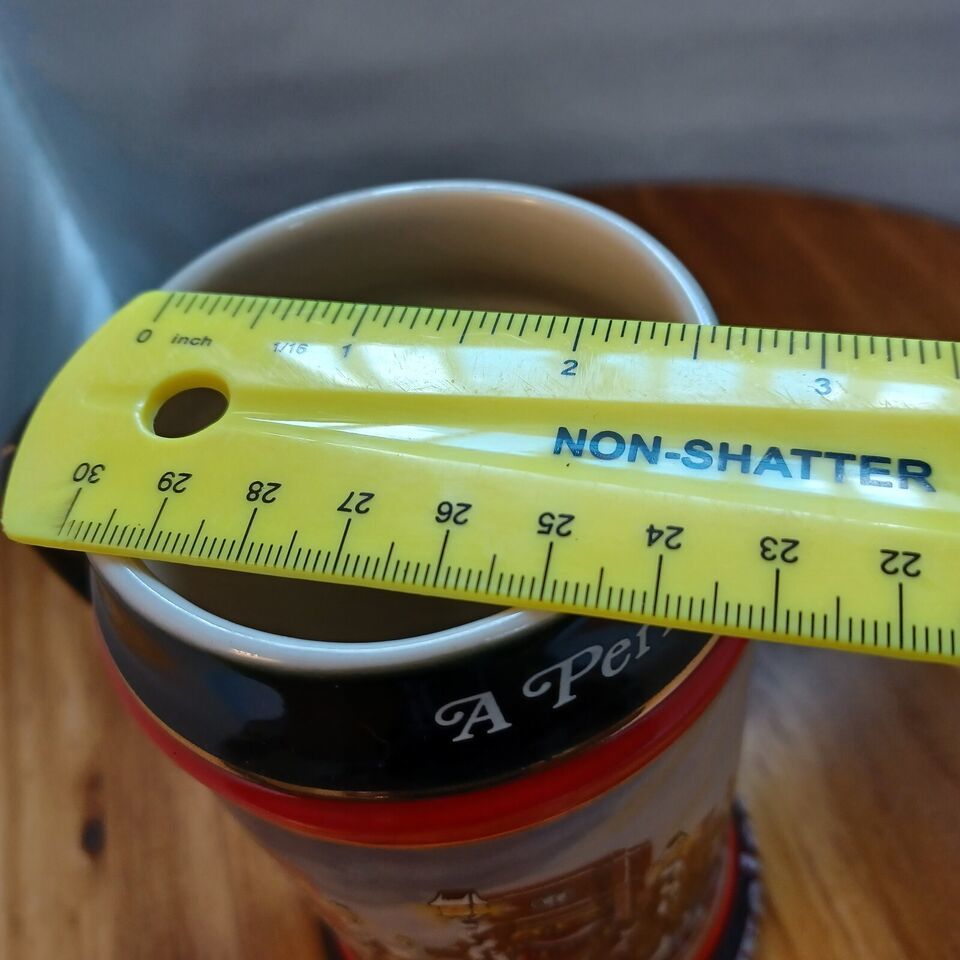 0 inch 1/16 1 2 3
NON-SHATTER
30 29 28 27 26 25 24 23 22
A Per